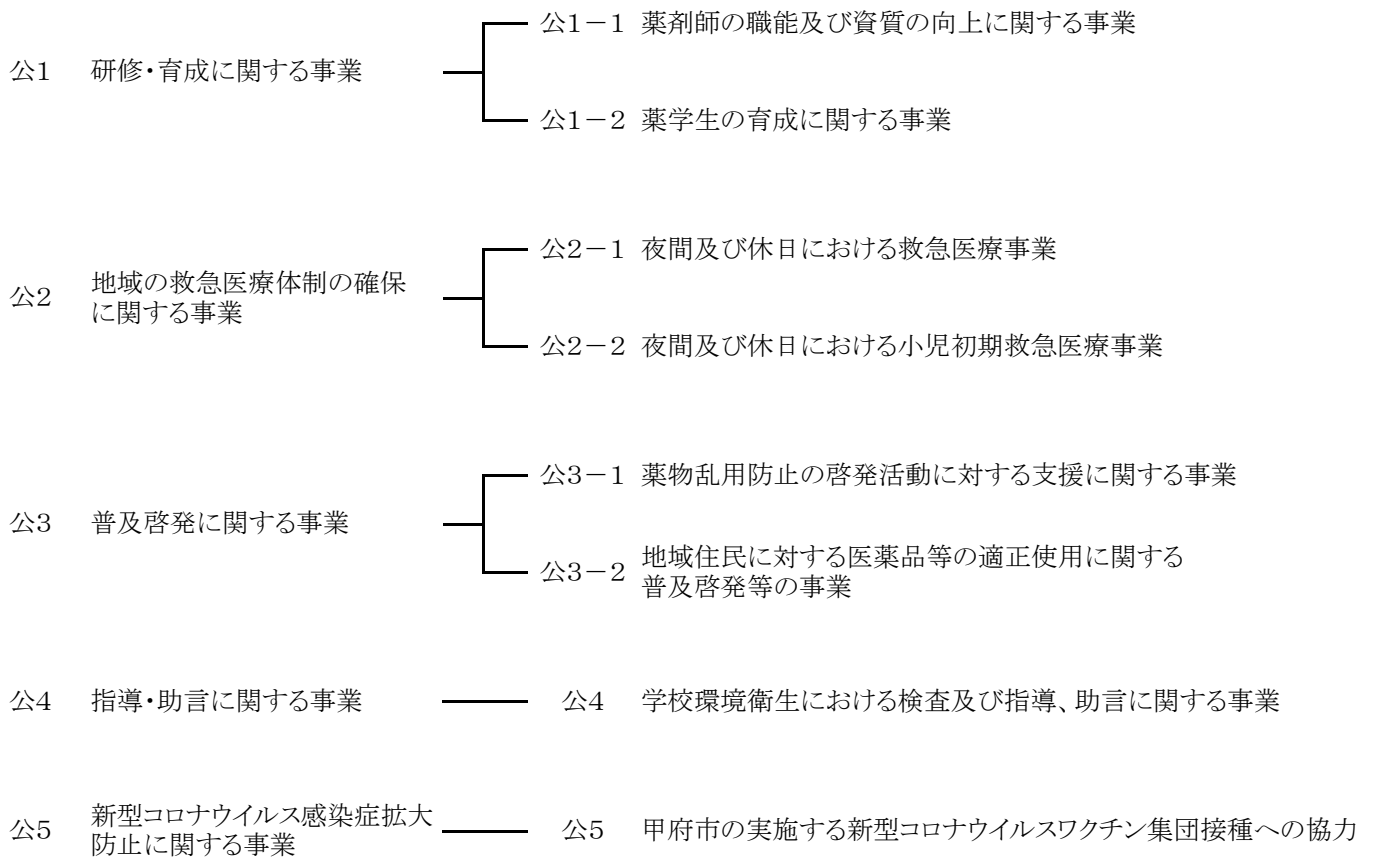 公1－1 薬剤師の職能及び資質の向上に関する事業
公1 研修・育成に関する事業
公1－2 薬学生の育成に関する事業
公2－1 夜間及び休日における救急医療事業
公2 地域の救急医療体制の確保
に関する事業
公2－2 夜間及び休日における小児初期救急医療事業
公3－1 薬物乱用防止の啓発活動に対する支援に関する事業
公3 普及啓発に関する事業
公3－2 地域住民に対する医薬品等の適正使用に関する
普及啓発等の事業
公4 指導・助言に関する事業 公4 学校環境衛生における検査及び指導、助言に関する事業
公5 新型コロナウイルス感染症拡大
防止に関する事業
公5 甲府市の実施する新型コロナウイルスワクチン集団接種への協力